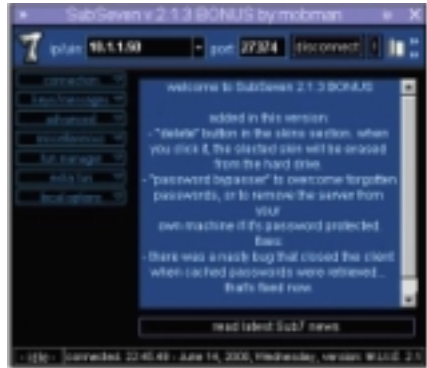 SubSeven v 2.1.3 BONUS by mobman
ip/uin: 10.1.1.50 port: 27374 disconnect
connection
keys/messages
advanced
miscellaneous
fun manager
extra fun
local options
welcome to SubSeven 2.1.3 BONUS
added in this version:
- "delete" button in the skins section. when
you click it, the slected skin will be erased
from the hard drive.
- "password bypasser" to overcome forgotten
passwords, or to remove the server from
your
own machine if it's password protected.
fixes:
- there was a nasty bug that closed the client
when cached passwords were retrieved...
that's fixed now
read latest Sub7 news
- idle - connected. 22:45:49 - June 14, 2000, Wednesday, version: 2.1